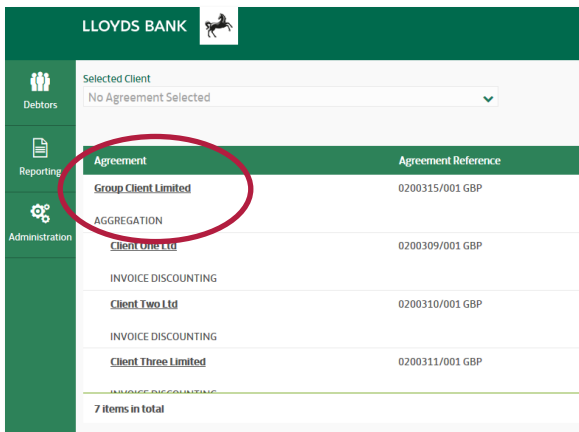 LLOYDS BANK
Debtors
Reporting
Administration
Selected Client
No Agreement Selected
Agreement Agreement Reference
Group Client Limited 0200315/001 GBP
AGGREGATION
Client One Ltd 0200309/001 GBP
INVOICE DISCOUNTING
Client Two Ltd 0200310/001 GBP
INVOICE DISCOUNTING
Client Three Limited 0200311/001 GBP
INVOICE DISCOUNTING
7 items in total